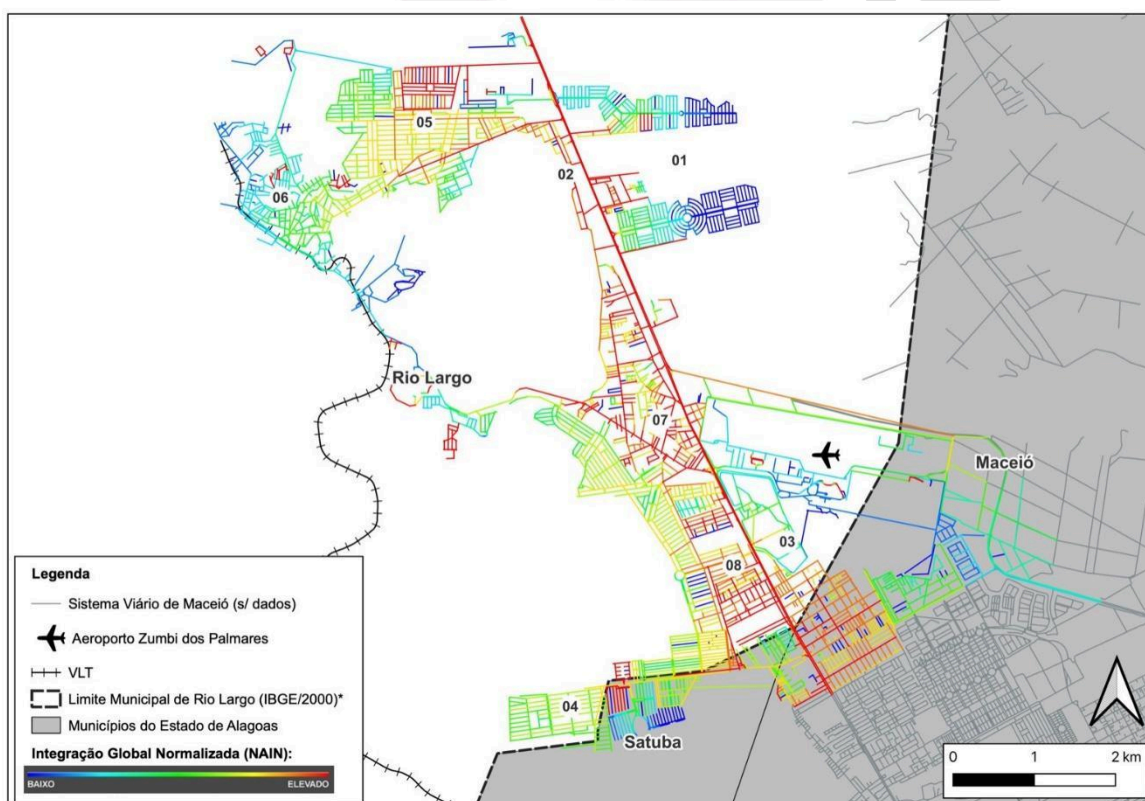 05
02
01
06
Rio Largo
07
Maceió
03
08
04
Satuba
Legenda
Sistema Viário de Maceió (s/ dados)
Aeroporto Zumbi dos Palmares
VLT
Limite Municipal de Rio Largo (IBGE/2000)*
Municípios do Estado de Alagoas
Integração Global Normalizada (NAIN):
BAIXO ELEVADO
0 1 2 km